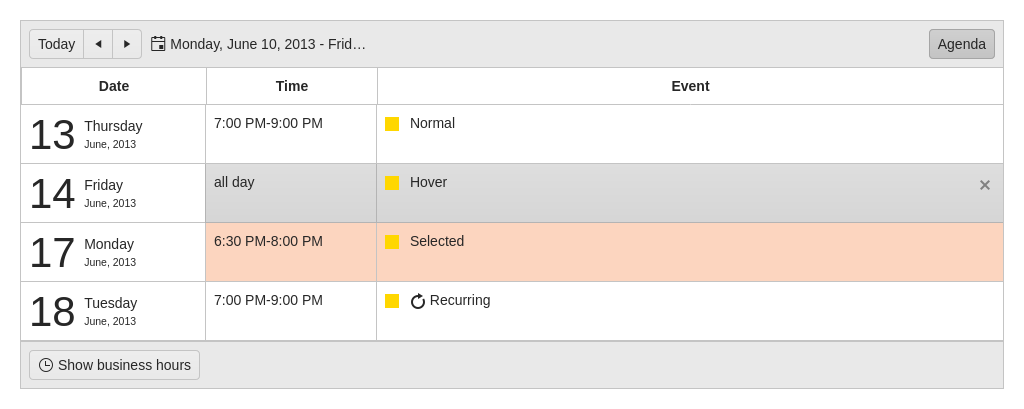 Today Monday, June 10, 2013 - Frid… Agenda
Date Time Event
13 Thursday 7:00 PM-9:00 PM Normal
June, 2013
14 Friday all day Hover
June, 2013
17 Monday 6:30 PM-8:00 PM Selected
June, 2013
18 Tuesday 7:00 PM-9:00 PM Recurring
June, 2013
Show business hours